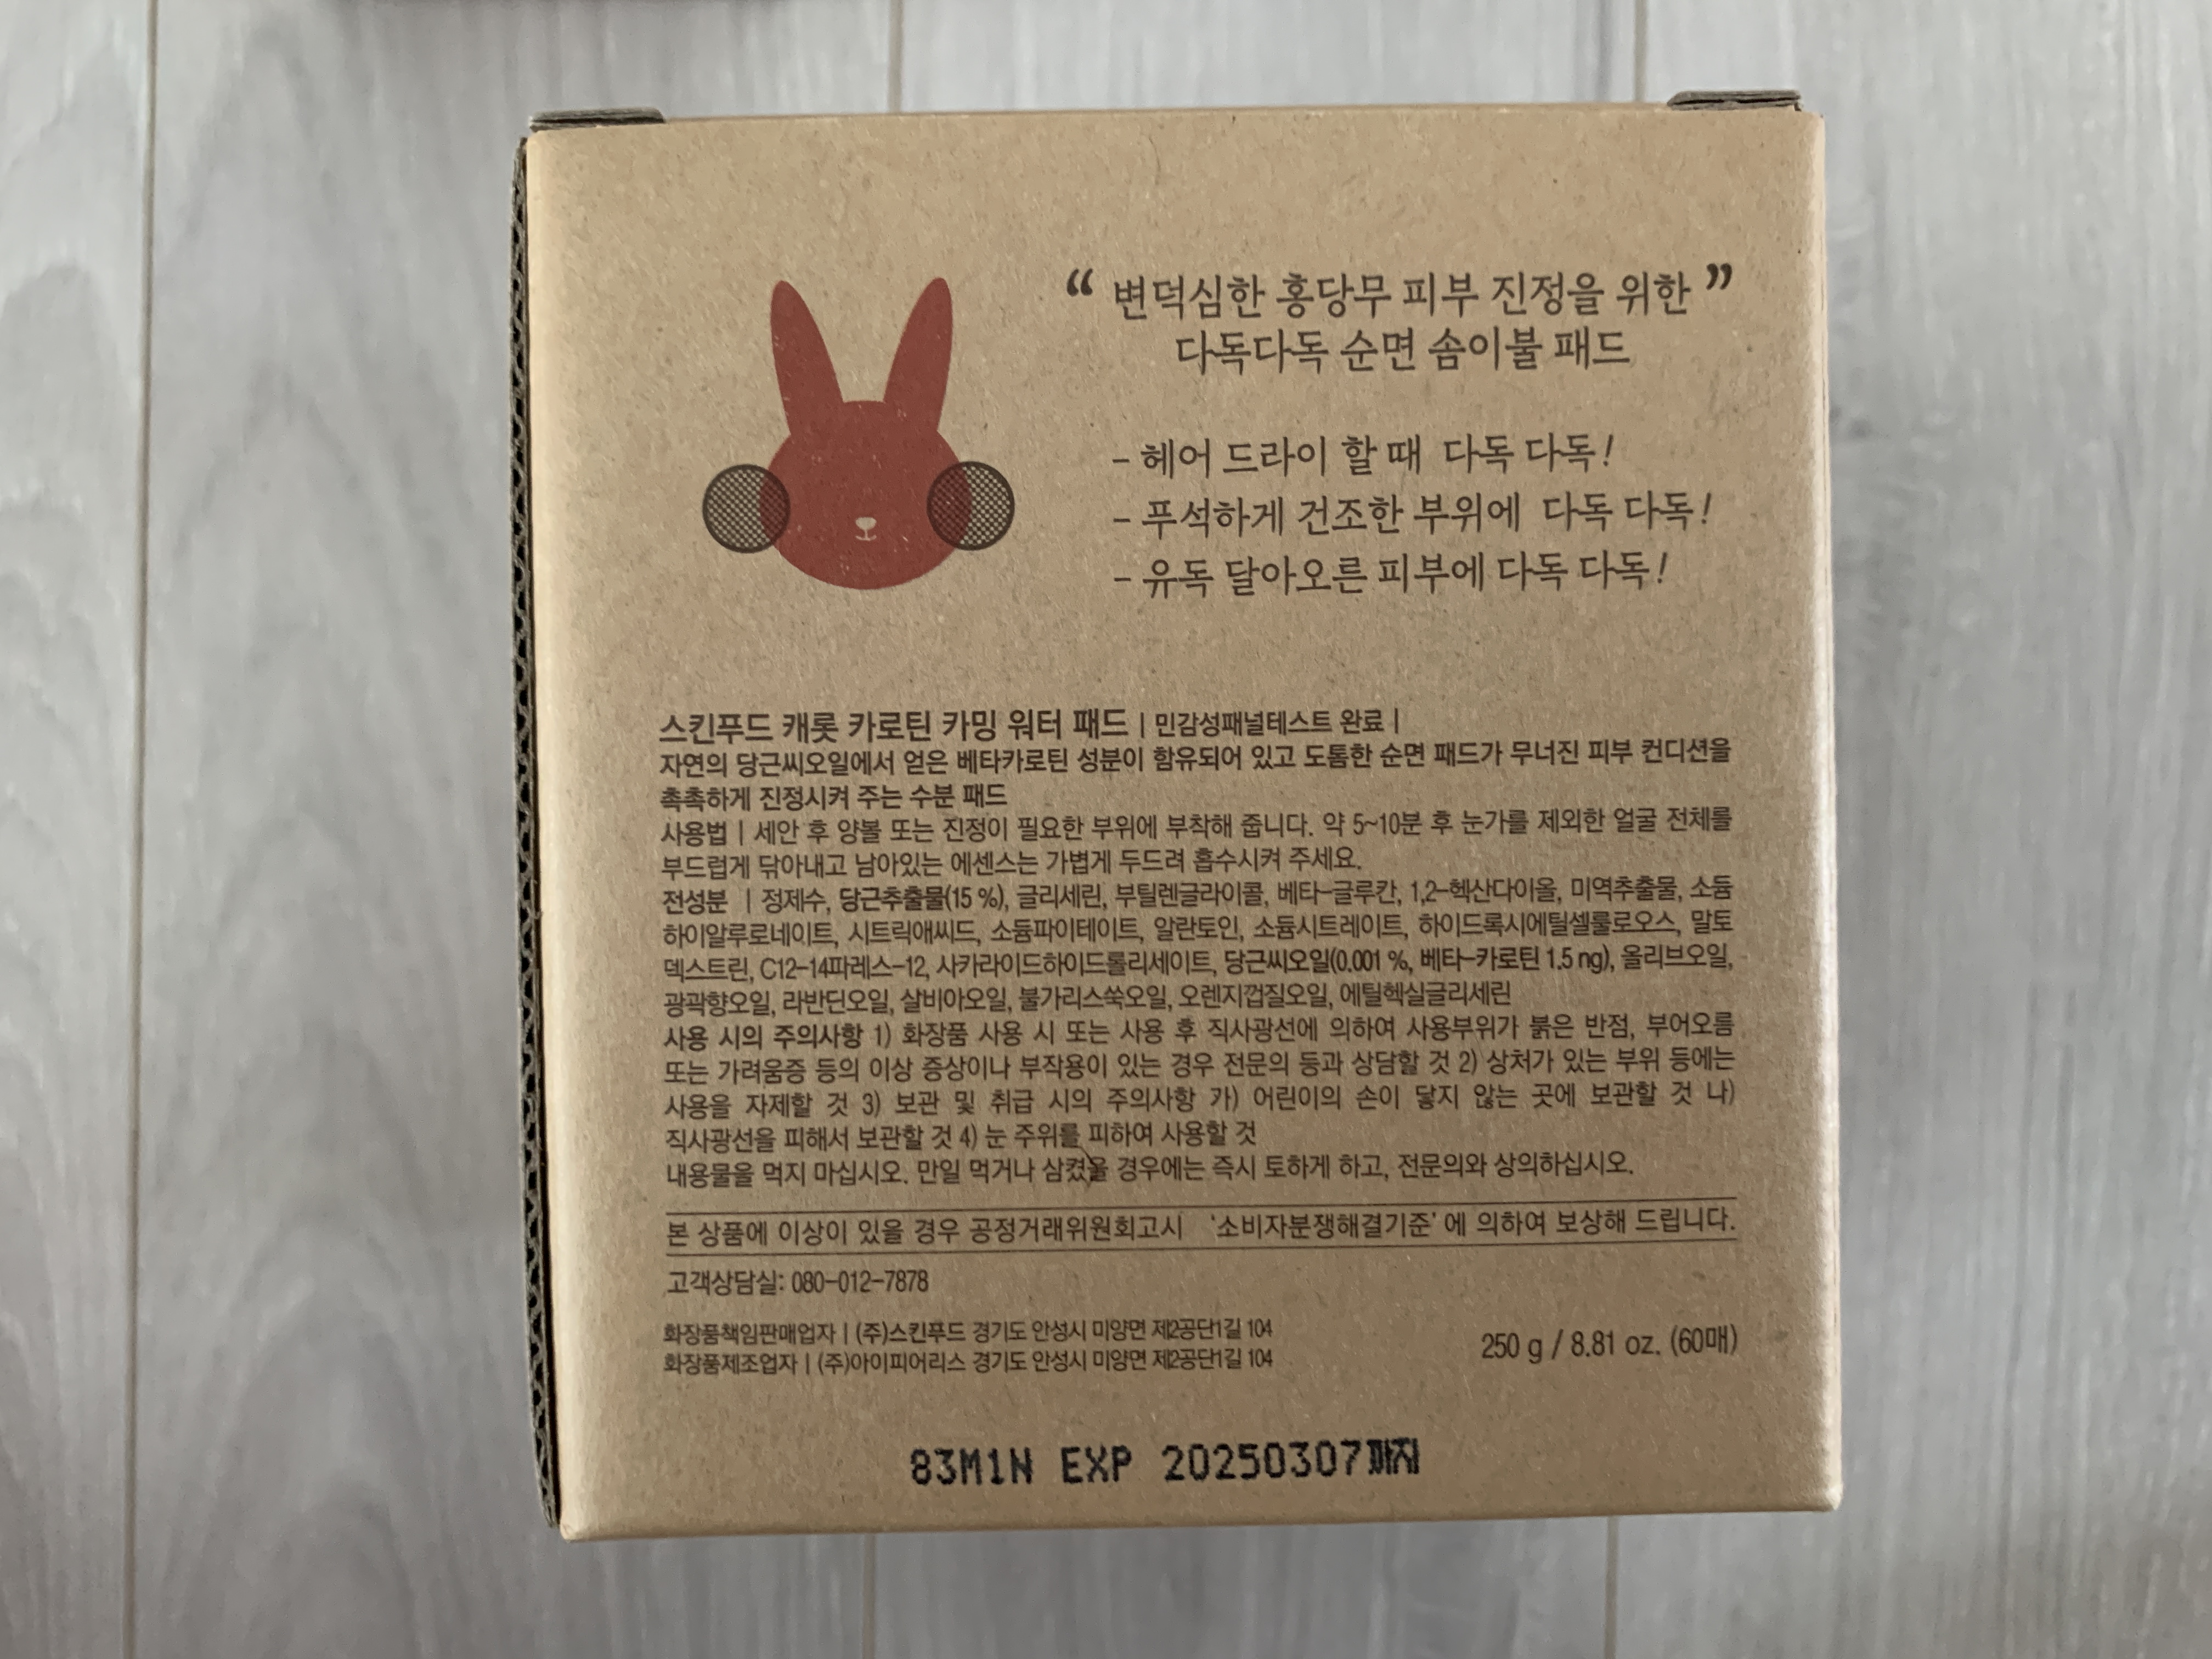 “ 변덕심한 홍당무 피부 진정을 위한 ”
다독다독 순면 솜이불 패드
- 헤어 드라이 할 때 다독 다독!
- 푸석하게 건조한 부위에 다독 다독!
- 유독 달아오른 피부에 다독 다독!
스킨푸드 캐롯 카로틴 카밍 워터 패드 | 민감성패널테스트 완료 |
자연의 당근씨오일에서 얻은 베타카로틴 성분이 함유되어 있고 도톰한 순면 패드가 무너진 피부 컨디션을
촉촉하게 진정시켜 주는 수분 패드
사용법 | 세안 후 양볼 또는 진정이 필요한 부위에 부착해 줍니다. 약 5~10분 후 눈가를 제외한 얼굴 전체를
부드럽게 닦아내고 남아있는 에센스는 가볍게 두드려 흡수시켜 주세요.
전성분 | 정제수, 당근추출물(15 %), 글리세린, 부틸렌글라이콜, 베타-글루칸, 1,2-헥산다이올, 미역추출물, 소듐
하이알루로네이트, 시트릭애씨드, 소듐파이테이트, 알란토인, 소듐시트레이트, 하이드록시에틸셀룰로오스, 말토
덱스트린, C12-14파레스-12, 사카라이드하이드롤리세이트, 당근씨오일(0.001 %, 베타-카로틴 1.5 ng), 올리브오일,
광곽향오일, 라반딘오일, 살비아오일, 불가리스쑥오일, 오렌지껍질오일, 에틸헥실글리세린
사용 시의 주의사항 1) 화장품 사용 시 또는 사용 후 직사광선에 의하여 사용부위가 붉은 반점, 부어오름
또는 가려움증 등의 이상 증상이나 부작용이 있는 경우 전문의 등과 상담할 것 2) 상처가 있는 부위 등에는
사용을 자제할 것 3) 보관 및 취급 시의 주의사항 가) 어린이의 손이 닿지 않는 곳에 보관할 것 나)
직사광선을 피해서 보관할 것 4) 눈 주위를 피하여 사용할 것
내용물을 먹지 마십시오. 만일 먹거나 삼켰을 경우에는 즉시 토하게 하고, 전문의와 상의하십시오.
본 상품에 이상이 있을 경우 공정거래위원회고시 ‘소비자분쟁해결기준’ 에 의하여 보상해 드립니다.
고객상담실: 080-012-7878
화장품책임판매업자 | (주)스킨푸드 경기도 안성시 미양면 제2공단1길 104
화장품제조업자 | (주)아이피어리스 경기도 안성시 미양면 제2공단1길 104
250 g / 8.81 oz. (60매)
83M1N EXP 20250307까지